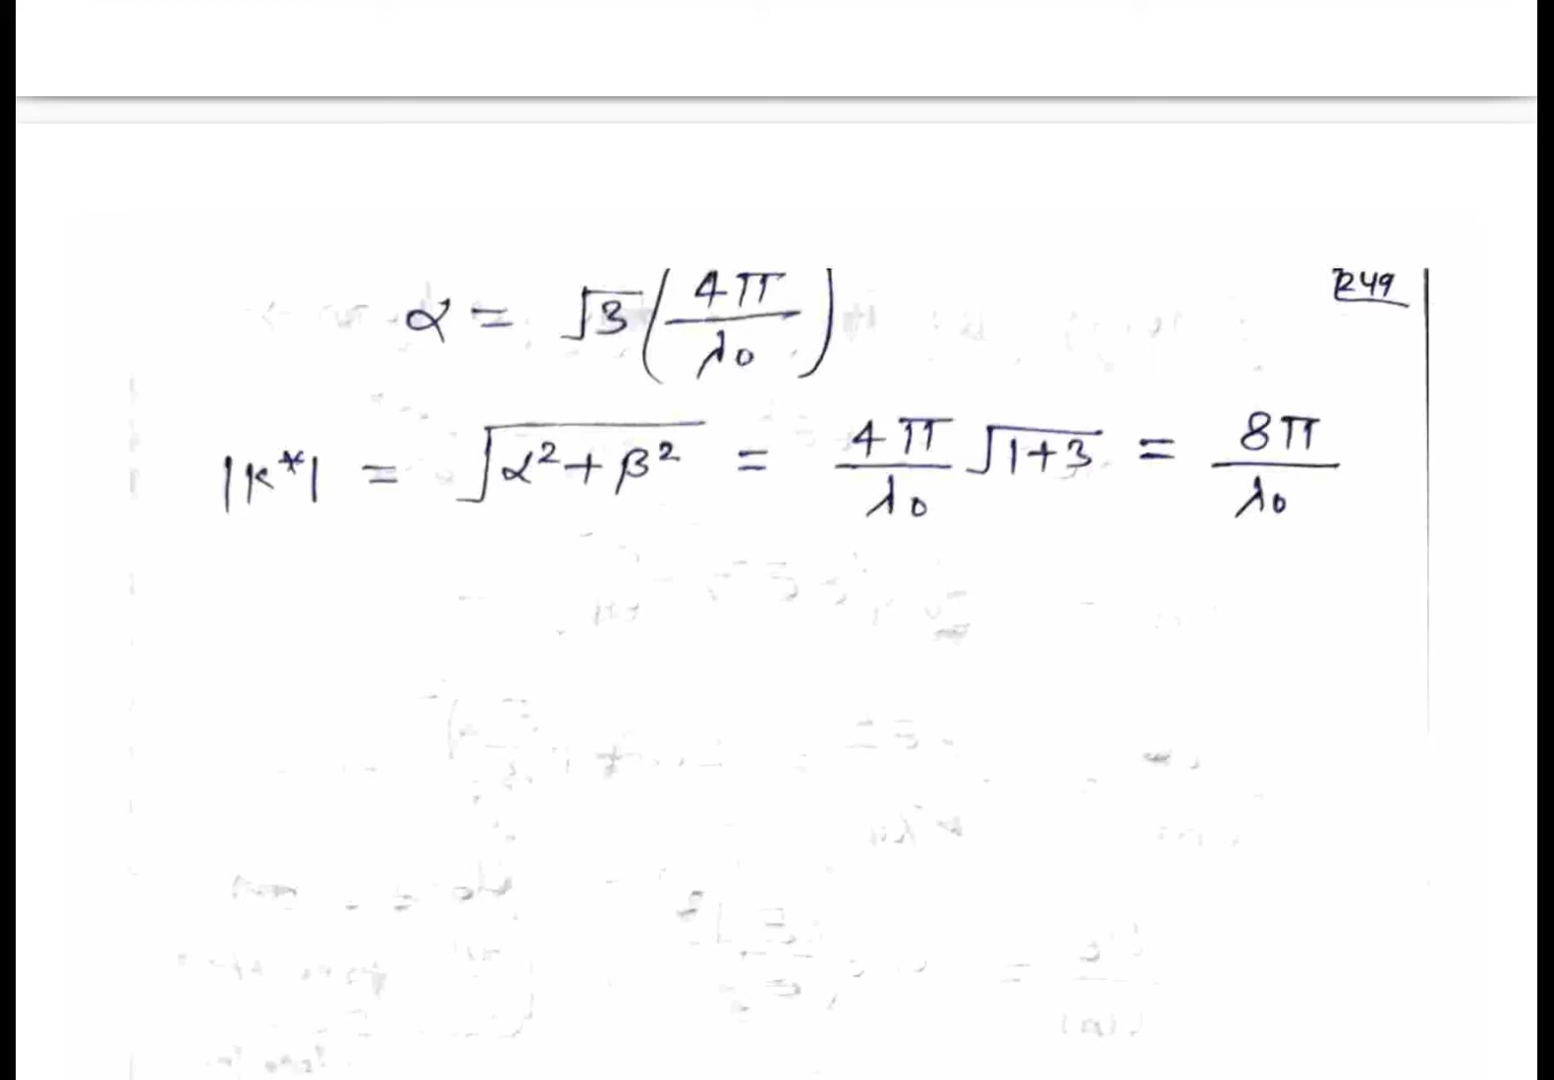 249
α = √3 (4π/λ0)
|K*| = √(α² + β²) = 4π/λ0 √(1+3) = 8π/λ0